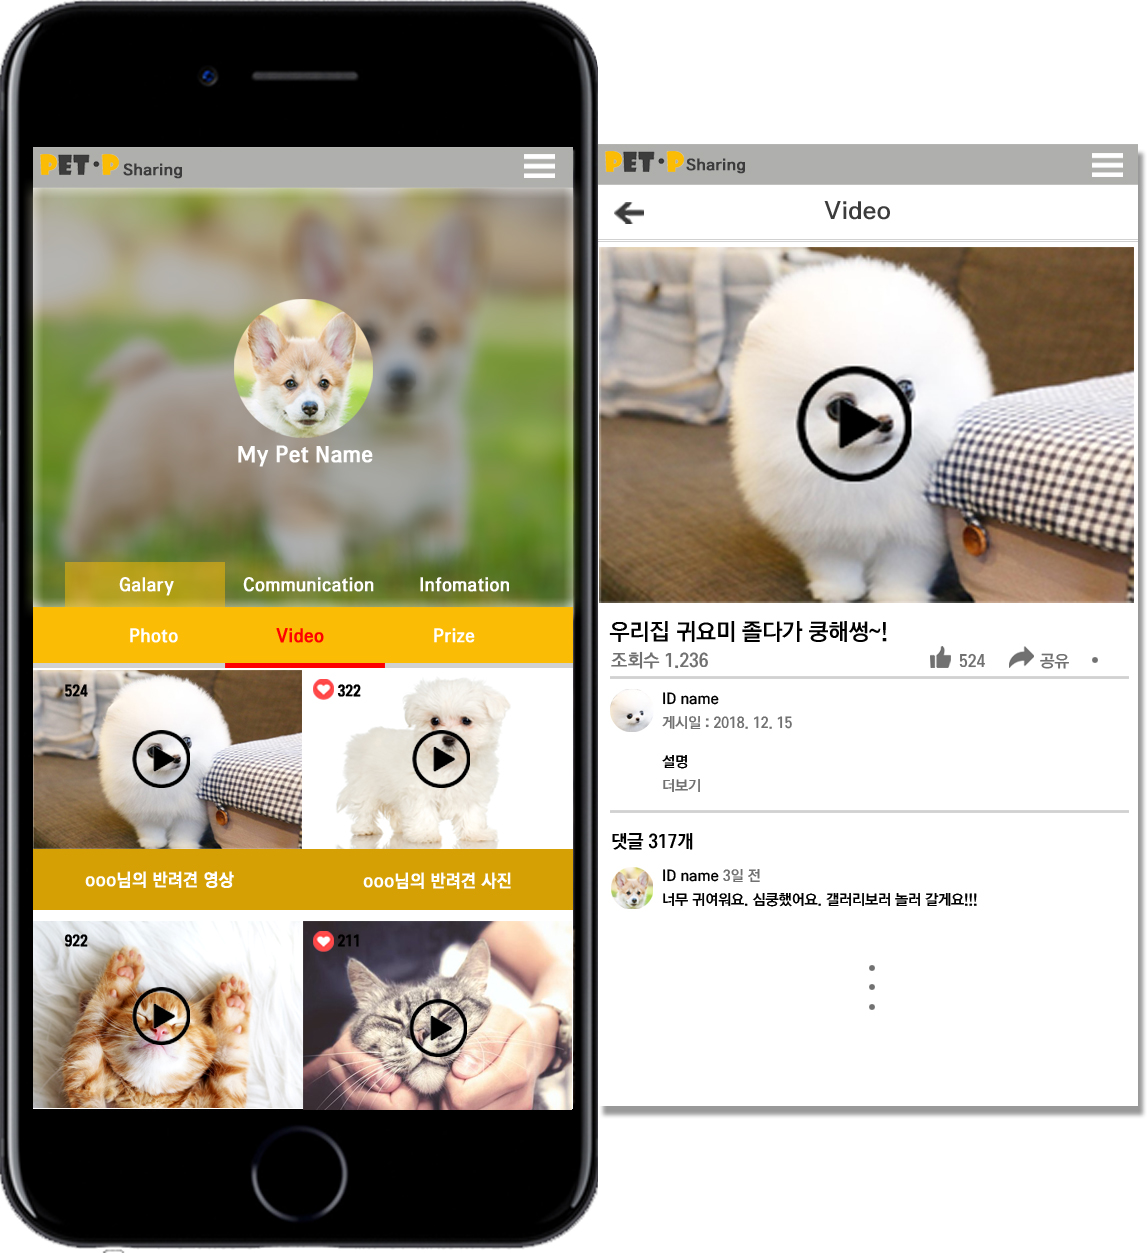 PET·P Sharing
My Pet Name
Galary Communication Infomation
Photo Video Prize
524 322
ooo님의 반려견 영상 ooo님의 반려견 사진
922 211
PET·P Sharing
Video
우리집 귀요미 졸다가 쿵해썽~!
조회수 1.236 524 공유
ID name
게시일 : 2018. 12. 15
설명
더보기
댓글 317개
ID name 3일 전
너무 귀여워요. 심쿵했어요. 갤러리보러 놀러 갈게요!!!